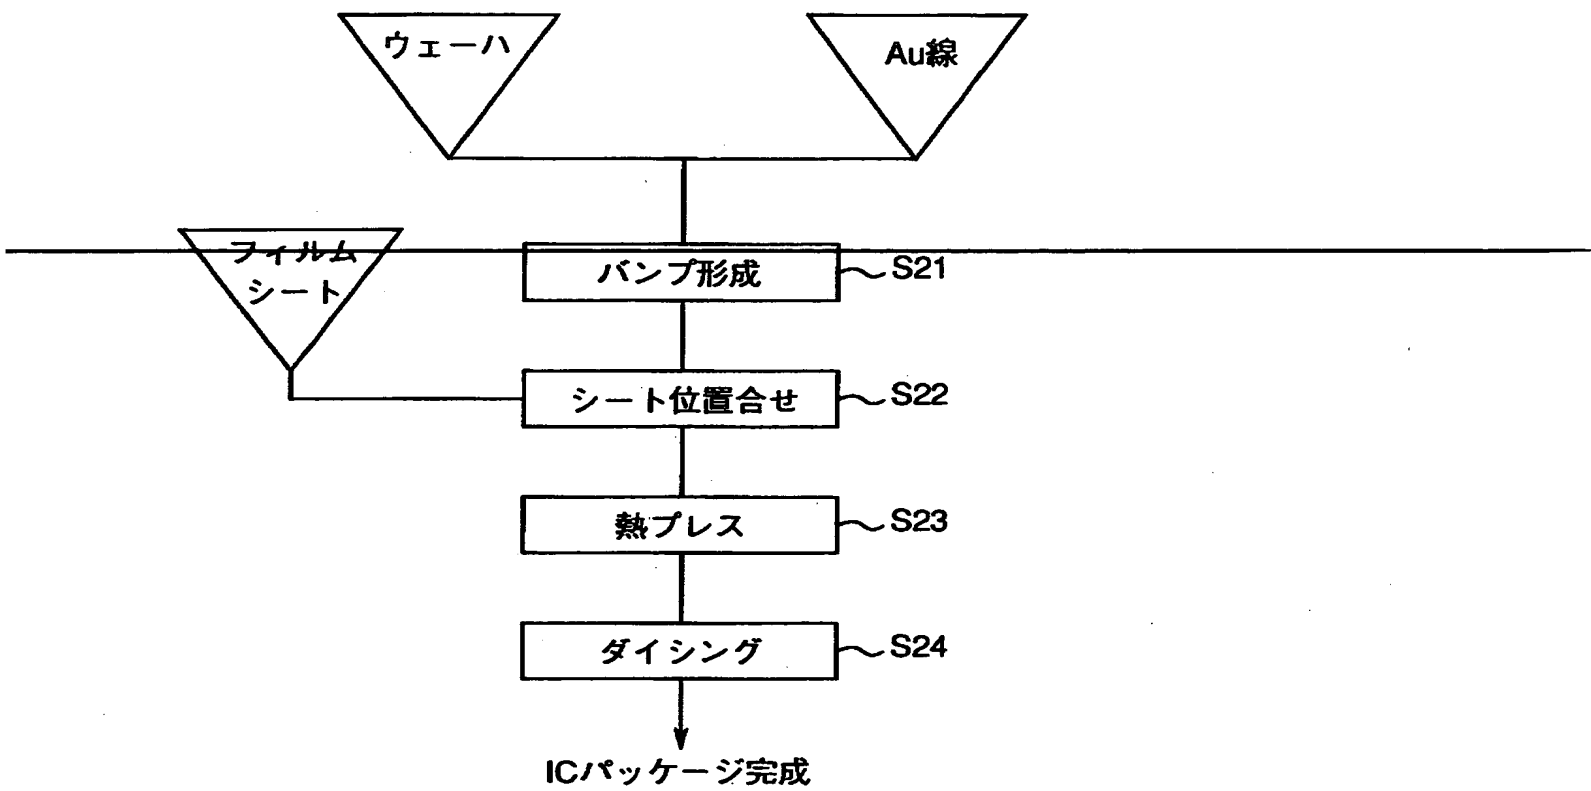 ウェーハ
Au線
フィルム
シート
バンプ形成
S21
シート位置合せ
S22
熱プレス
S23
ダイシング
S24
ICパッケージ完成